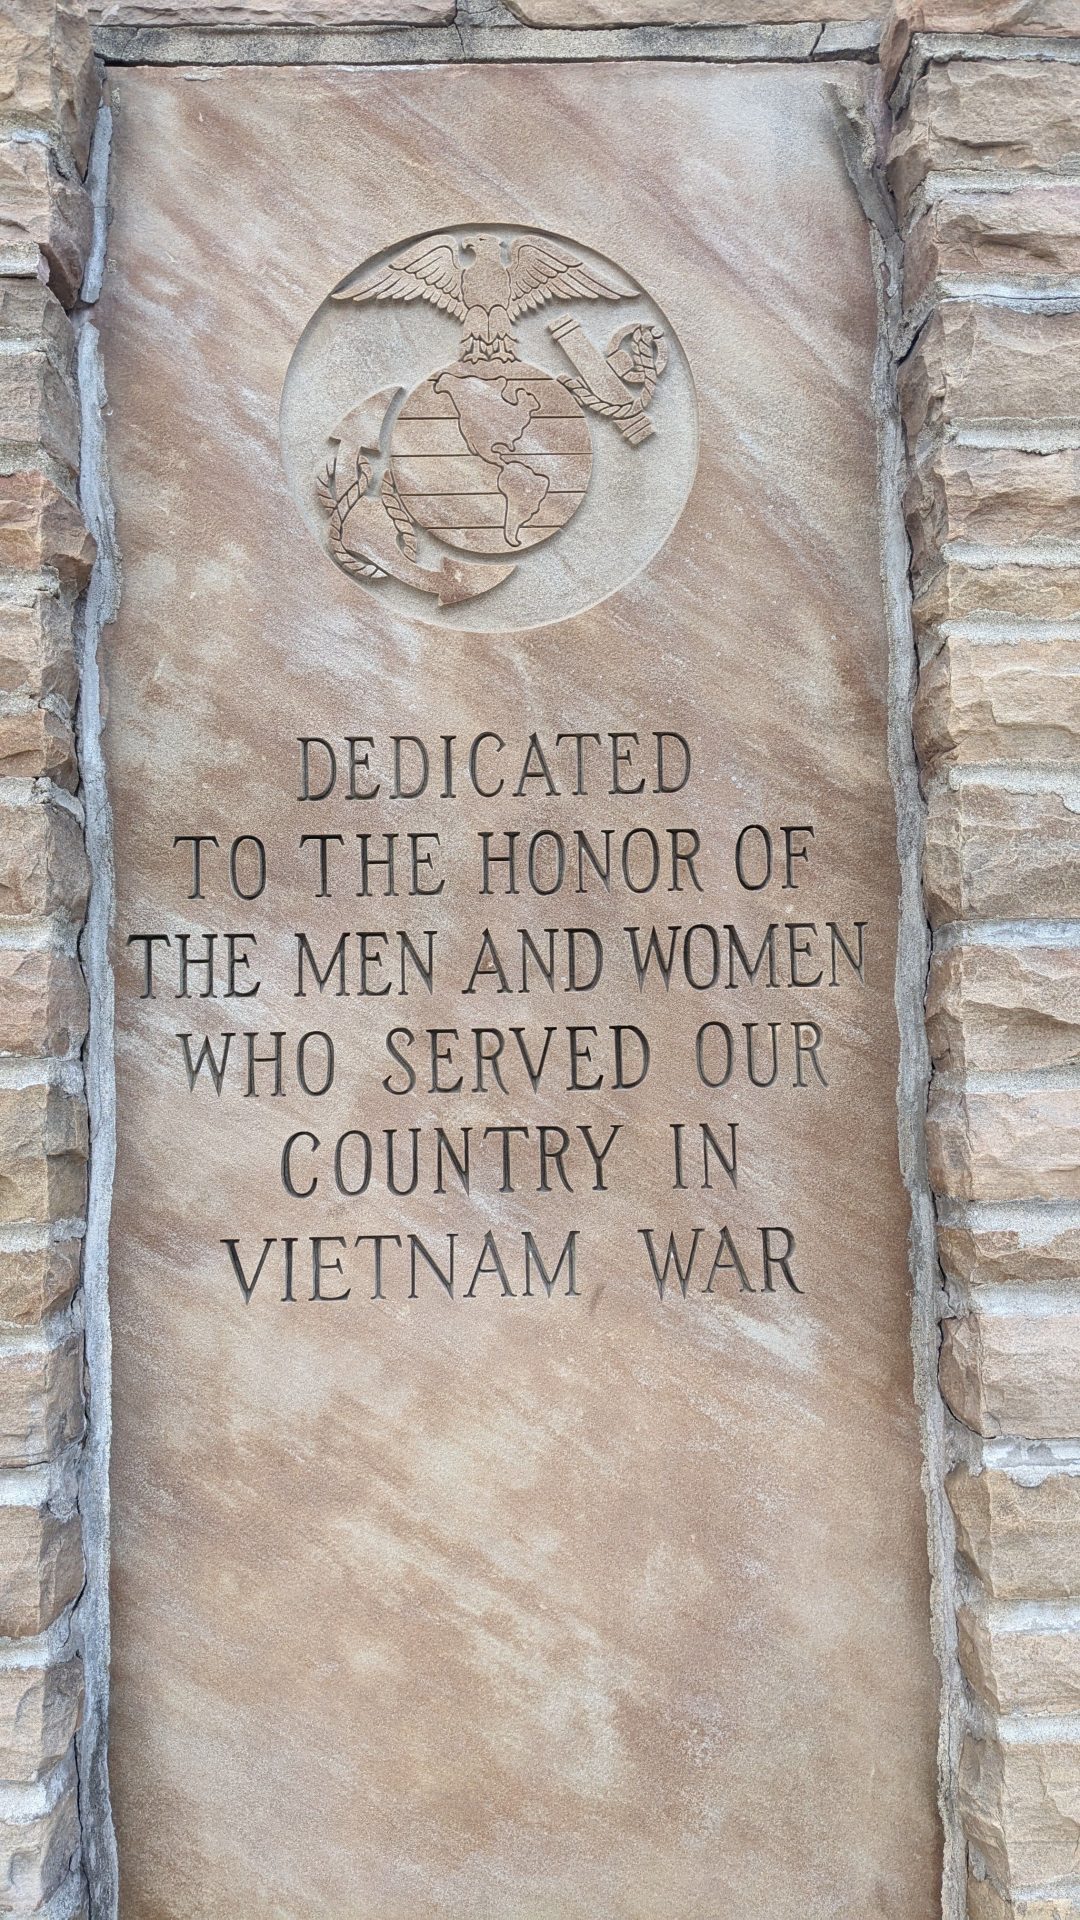 DEDICATED
TO THE HONOR OF
THE MEN AND WOMEN
WHO SERVED OUR
COUNTRY IN
VIETNAM WAR